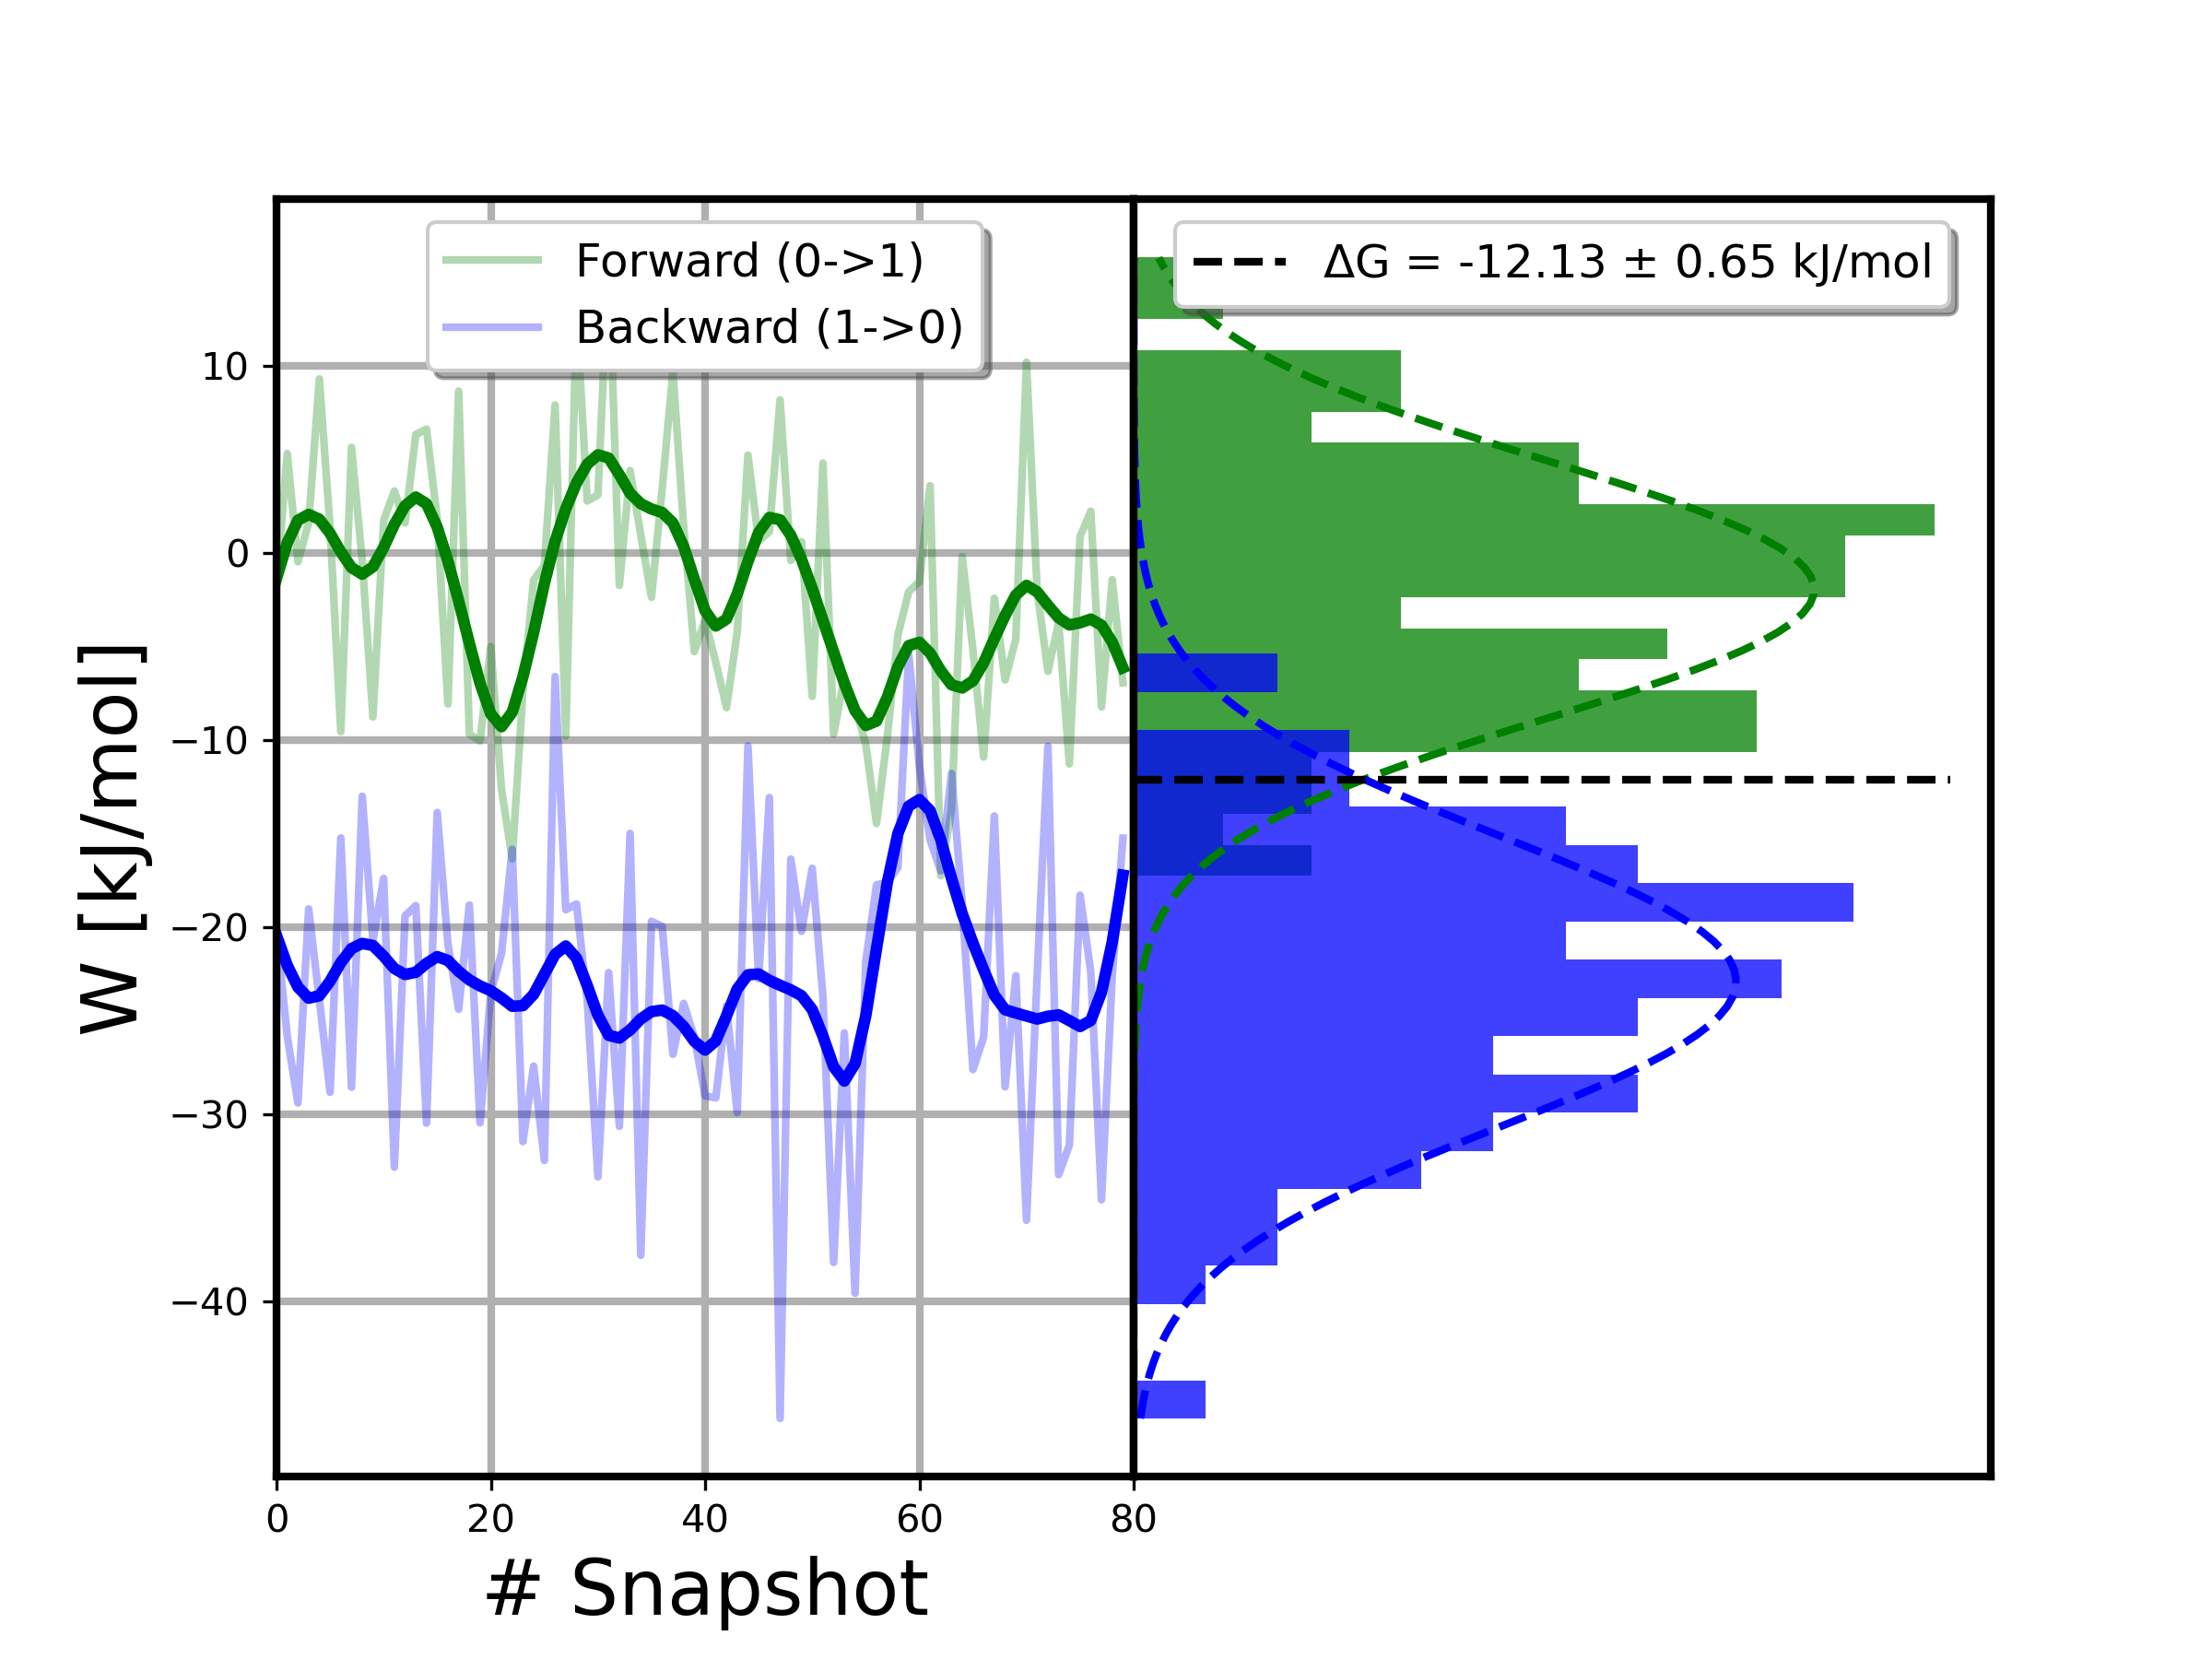 Forward (0->1)
Backward (1->0)
ΔG = -12.13 ± 0.65 kJ/mol
W [kJ/mol]
10
0
−10
−20
−30
−40
0 20 40 60 80
# Snapshot